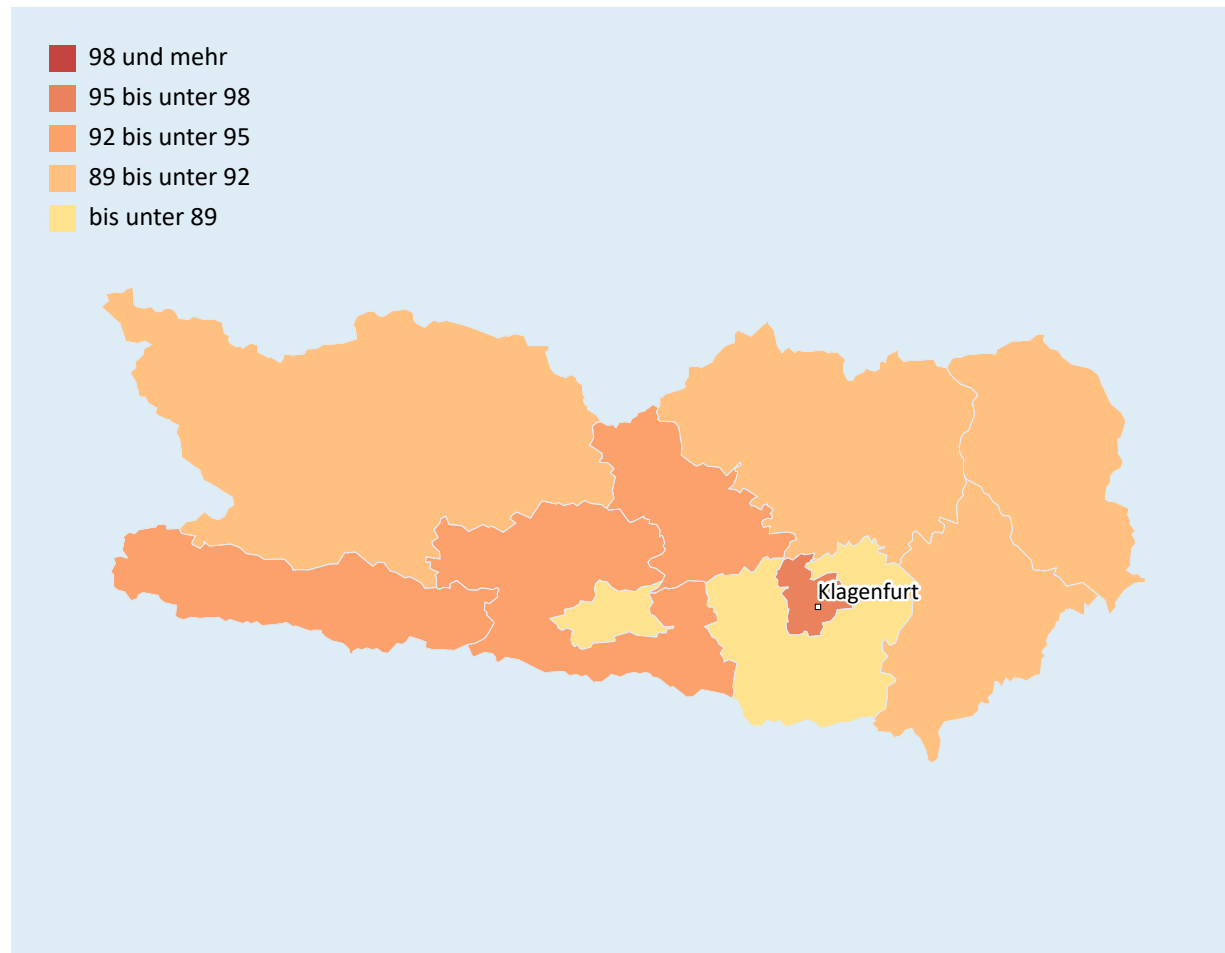 98 und mehr
95 bis unter 98
92 bis unter 95
89 bis unter 92
bis unter 89
Klagenfurt